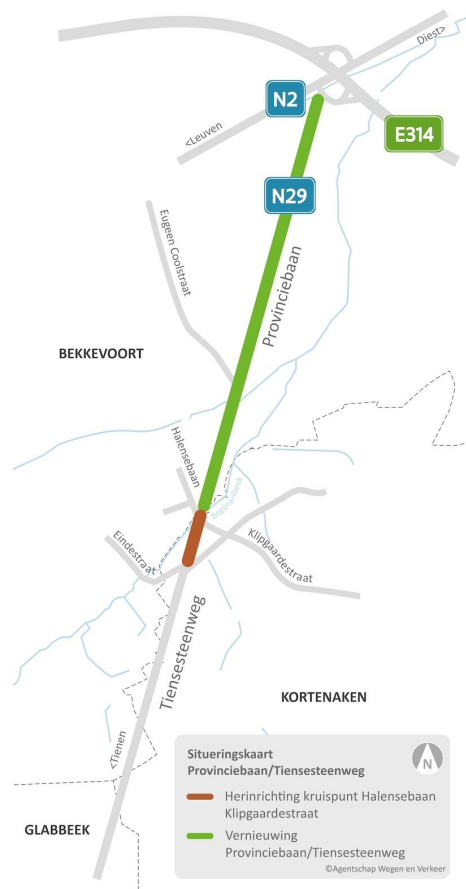 Diest>
N2
E314
<Leuven
N29
Eugeen Coolstraat
Provinciebaan
BEKKEVOORT
Halensebaan
Begijnenbeek
Eindestraat
Klipgaardestraat
Tiensesteenweg
KORTENAKEN
<Tienen
GLABBEEK
Situeringskaart
Provinciebaan/Tiensesteenweg
N
Herinrichting kruispunt Halensebaan
Klipgaardestraat
Vernieuwing
Provinciebaan/Tiensesteenweg
©Agentschap Wegen en Verkeer